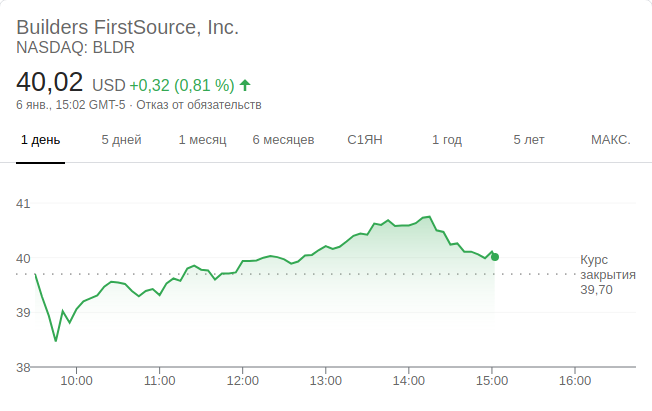 Builders FirstSource, Inc.
NASDAQ: BLDR
40,02 USD +0,32 (0,81 %)
6 янв., 15:02 GMT-5 · Отказ от обязательств
1 день 5 дней 1 месяц 6 месяцев С1ЯН 1 год 5 лет МАКС.
41
40
39
38
Курс
закрытия
39,70
10:00 11:00 12:00 13:00 14:00 15:00 16:00